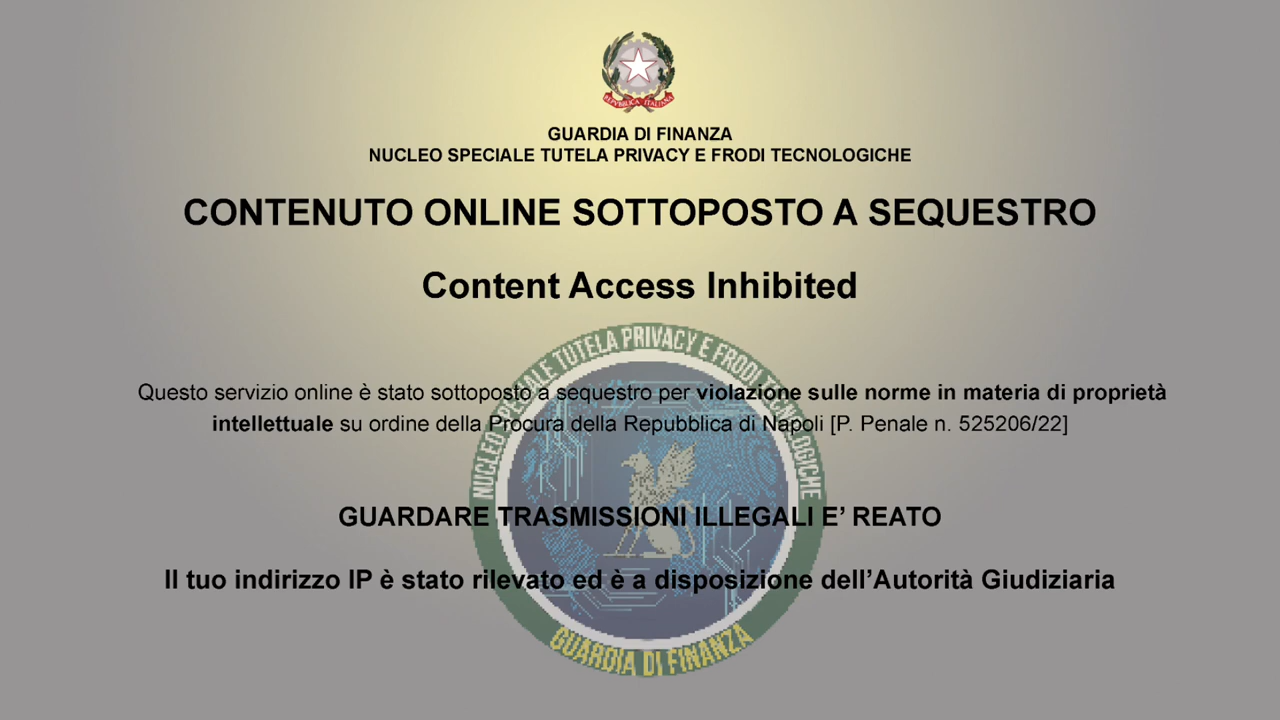 REPVBBLICA ITALIANA
GUARDIA DI FINANZA
NUCLEO SPECIALE TUTELA PRIVACY E FRODI TECNOLOGICHE
CONTENUTO ONLINE SOTTOPOSTO A SEQUESTRO
Content Access Inhibited
NUCLEO SPECIALE TUTELA PRIVACY E FRODI TECNOLOGICHE
Questo servizio online è stato sottoposto a sequestro per violazione sulle norme in materia di proprietà
intellettuale su ordine della Procura della Repubblica di Napoli [P. Penale n. 525206/22]
GUARDARE TRASMISSIONI ILLEGALI E’ REATO
Il tuo indirizzo IP è stato rilevato ed è a disposizione dell’Autorità Giudiziaria
GUARDIA DI FINANZA